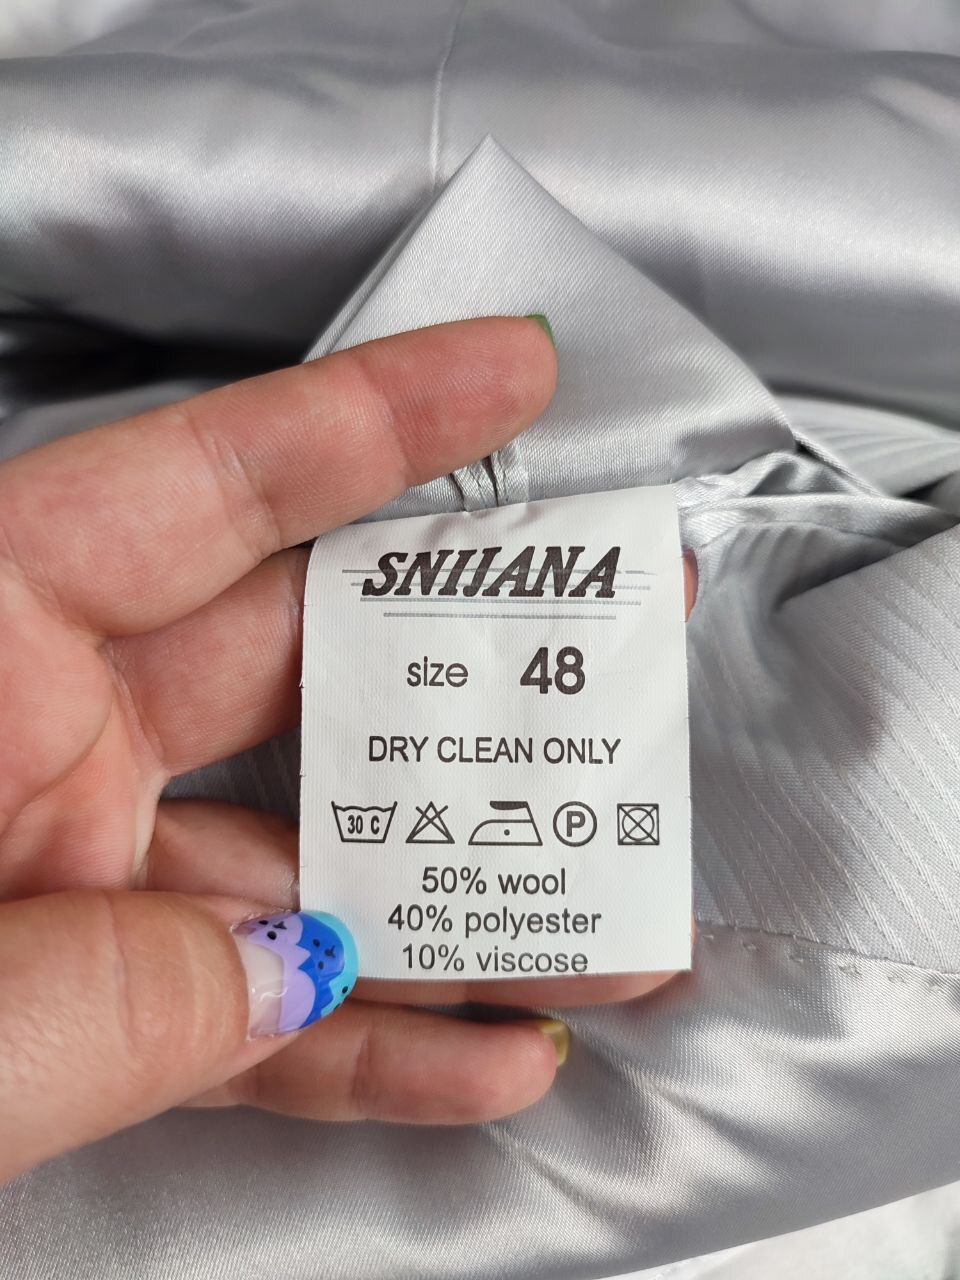 SNIJANA
size 48
DRY CLEAN ONLY
30 C P
50% wool
40% polyester
10% viscose